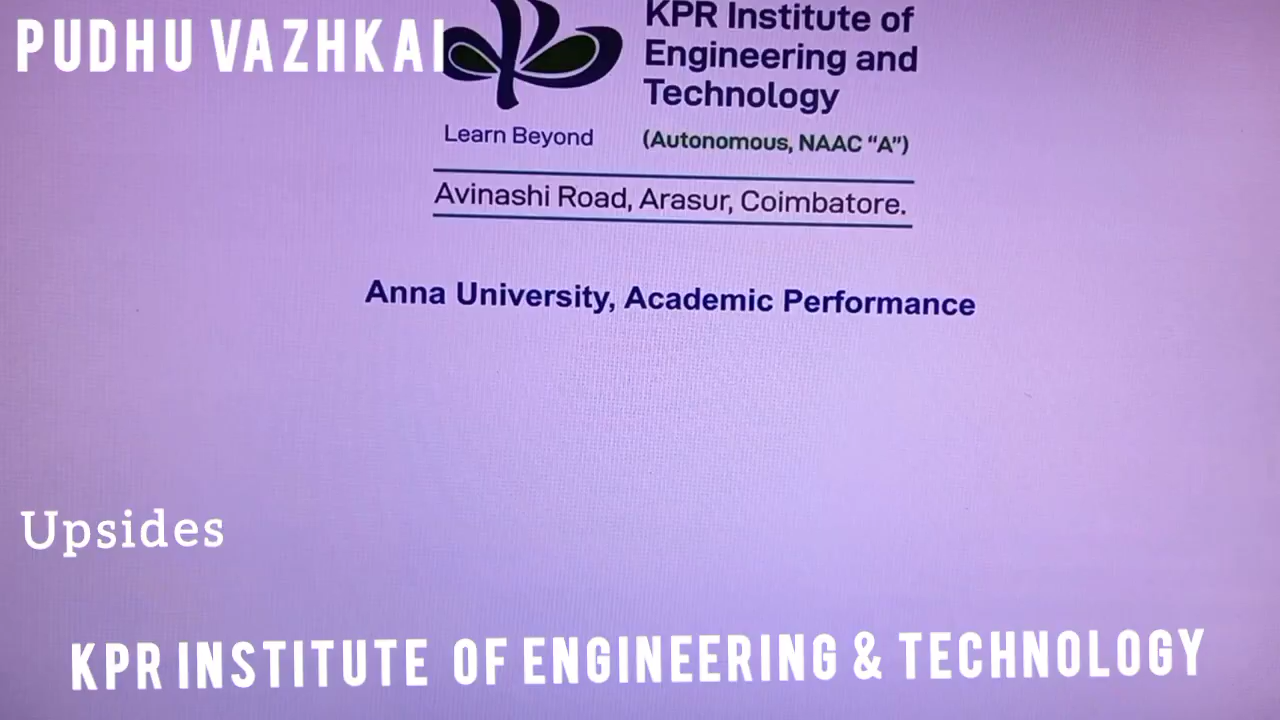 PUDHU VAZHKAI
KPR Institute of
Engineering and
Technology
Learn Beyond
(Autonomous, NAAC “A”)
Avinashi Road, Arasur, Coimbatore.
Anna University, Academic Performance
Upsides
KPR INSTITUTE OF ENGINEERING & TECHNOLOGY